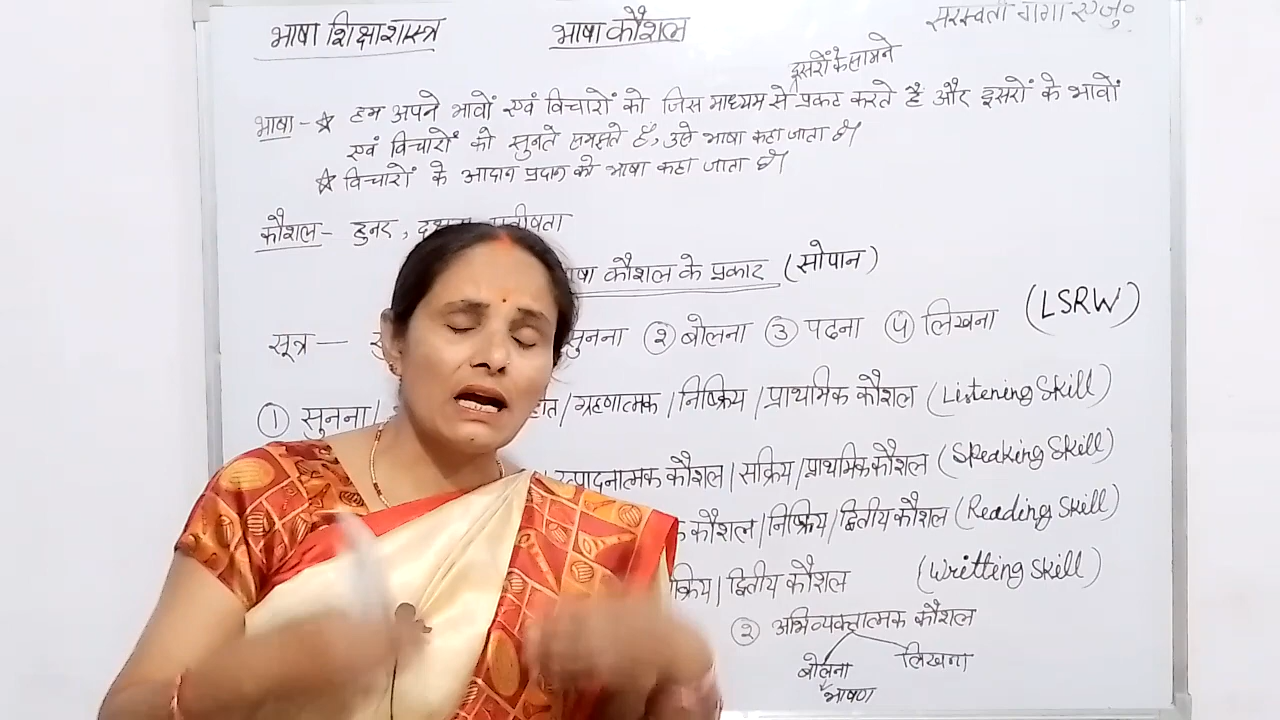 भाषा शिक्षाशास्त्र भाषा कौशल
सरस्वती गंगा
दूसरों के सामने
भाषा - ☆ हम अपने भावों एवं विचारों को जिस माध्यम से प्रकट करते है और दूसरों के भावों
एवं विचारों को सुनते समझते हैं, उसे भाषा कहा जाता है।
☆ विचारों के आदान प्रदान को भाषा कहा जाता है।
कौशल - हुनर,
भाषा कौशल के प्रकार (सोपान)
सूत्र — सुनना ② बोलना ③ पढना ④ लिखना (LSRW)
① सुनना / ग्रहणात्मक / निष्क्रिय / प्राथमिक कौशल (Listening Skill)
उत्पादनात्मक कौशल / सक्रिय / प्राथमिक कौशल (Speaking Skill)
कौशल / निष्क्रिय / द्वितीय कौशल (Reading Skill)
/ द्वितीय कौशल (Writting Skill)
② अभिव्यक्तात्मक कौशल
बोलना लिखना
भाषण